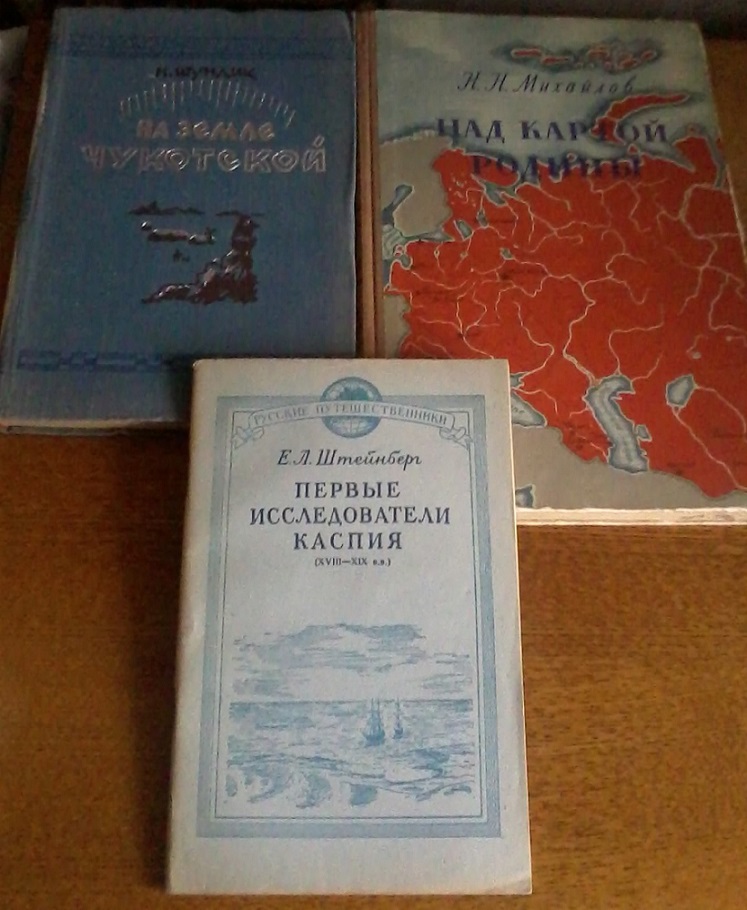 Н. ШУНДИК
НА ЗЕМЛЕ
ЧУКОТСКОЙ
Н. Н. Михайлов
НАД КАРТОЙ
РОДИНЫ
РУССКИЕ ПУТЕШЕСТВЕННИКИ
Е. Л. Штейнберг
ПЕРВЫЕ
ИССЛЕДОВАТЕЛИ
КАСПИЯ
(XVIII—XIX в.в.)